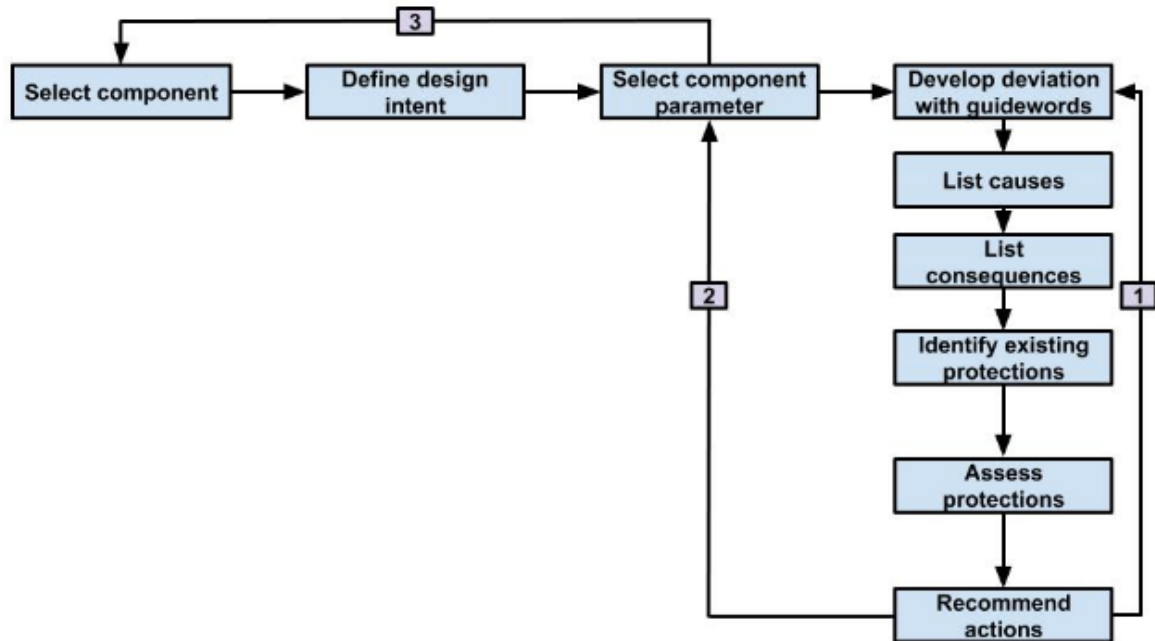 3
Select component
Define design
intent
Select component
parameter
Develop deviation
with guidewords
List causes
List
consequences
2
1
Identify existing
protections
Assess
protections
Recommend
actions